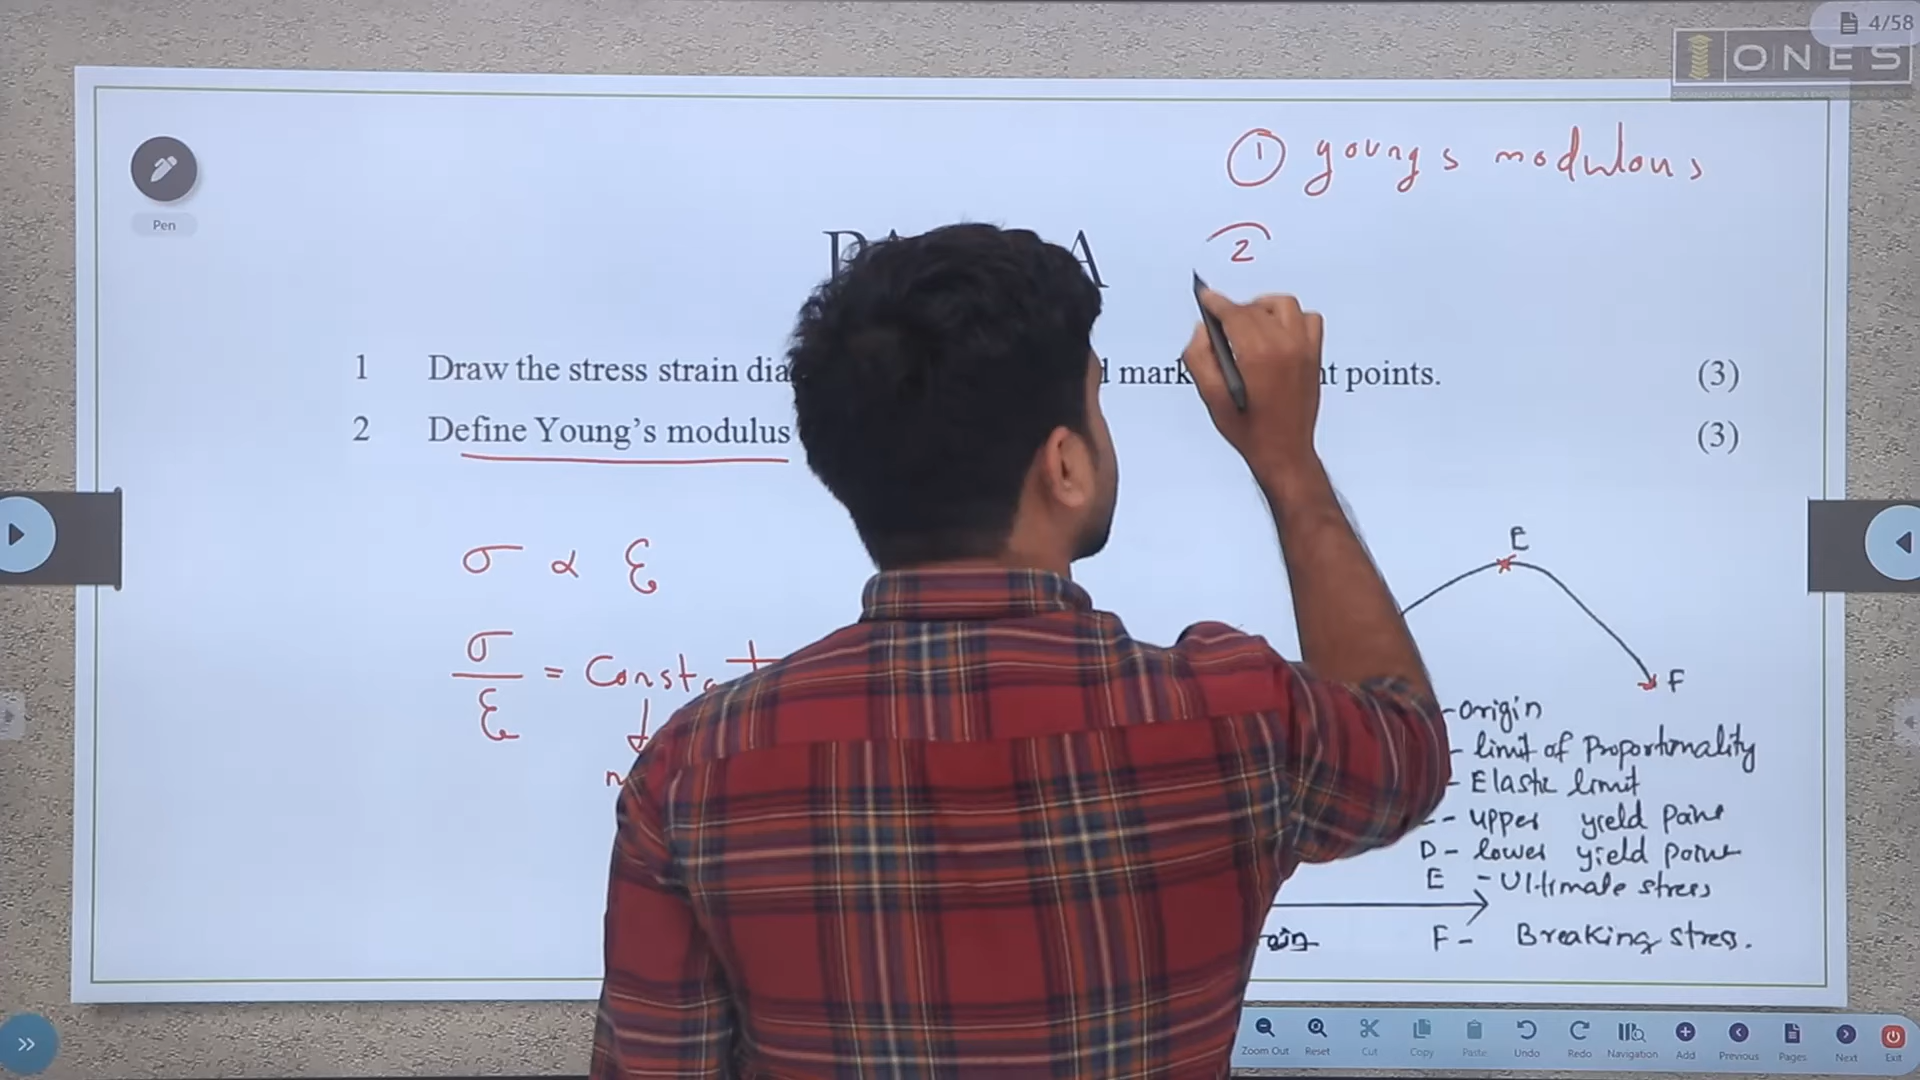 4/58
ONES
Pen
① youngs modulous
2
1 Draw the stress strain dia mark nt points. (3)
2 Define Young's modulus (3)
σ ∝ ε
σ/ε = Consta t
E
F
-origin
- limit of Proportionality
- Elastic limit
- upper yield point
D - lower yield point
E - Ultimate stress
F - Breaking stress.
Zoom Out Reset Cut Copy Paste Undo Redo Navigation Add Previous Pages Next Exit